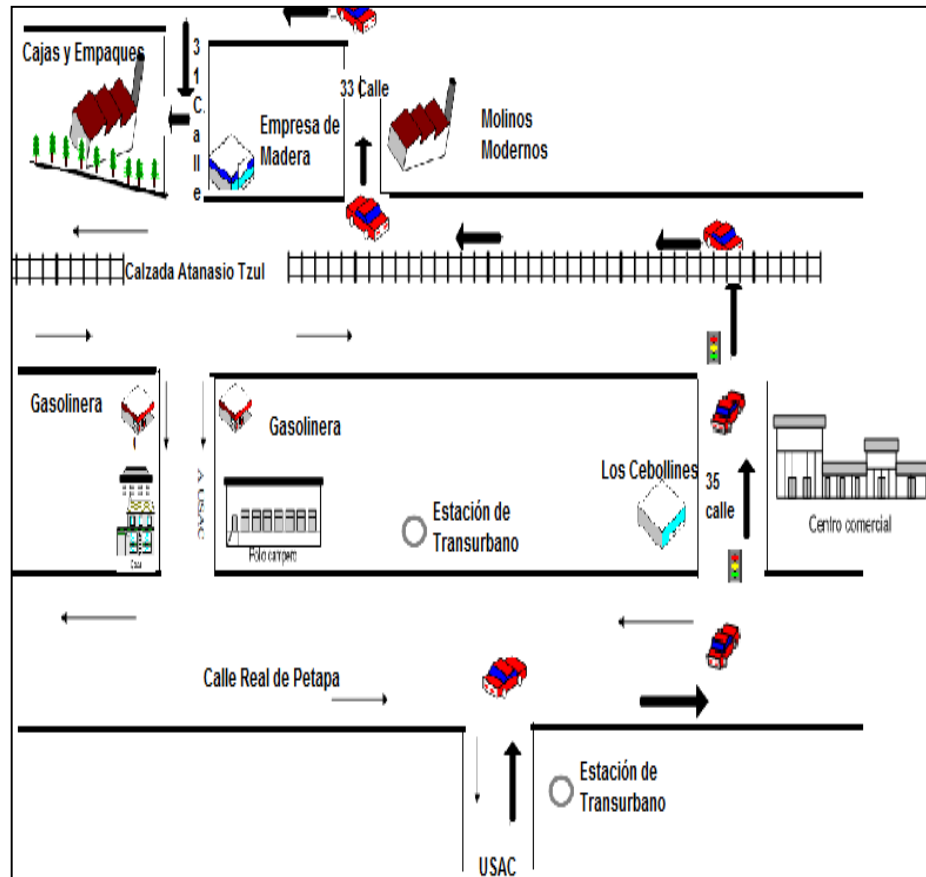 Cajas y Empaques
31 Calle
33 Calle
Empresa de
Madera
Molinos
Modernos
Calzada Atanasio Tzul
Gasolinera
Gasolinera
A USAC
Los Cebollines
35
calle
Estación de
Transurbano
Centro comercial
Pollo campero
Calle Real de Petapa
Estación de
Transurbano
USAC